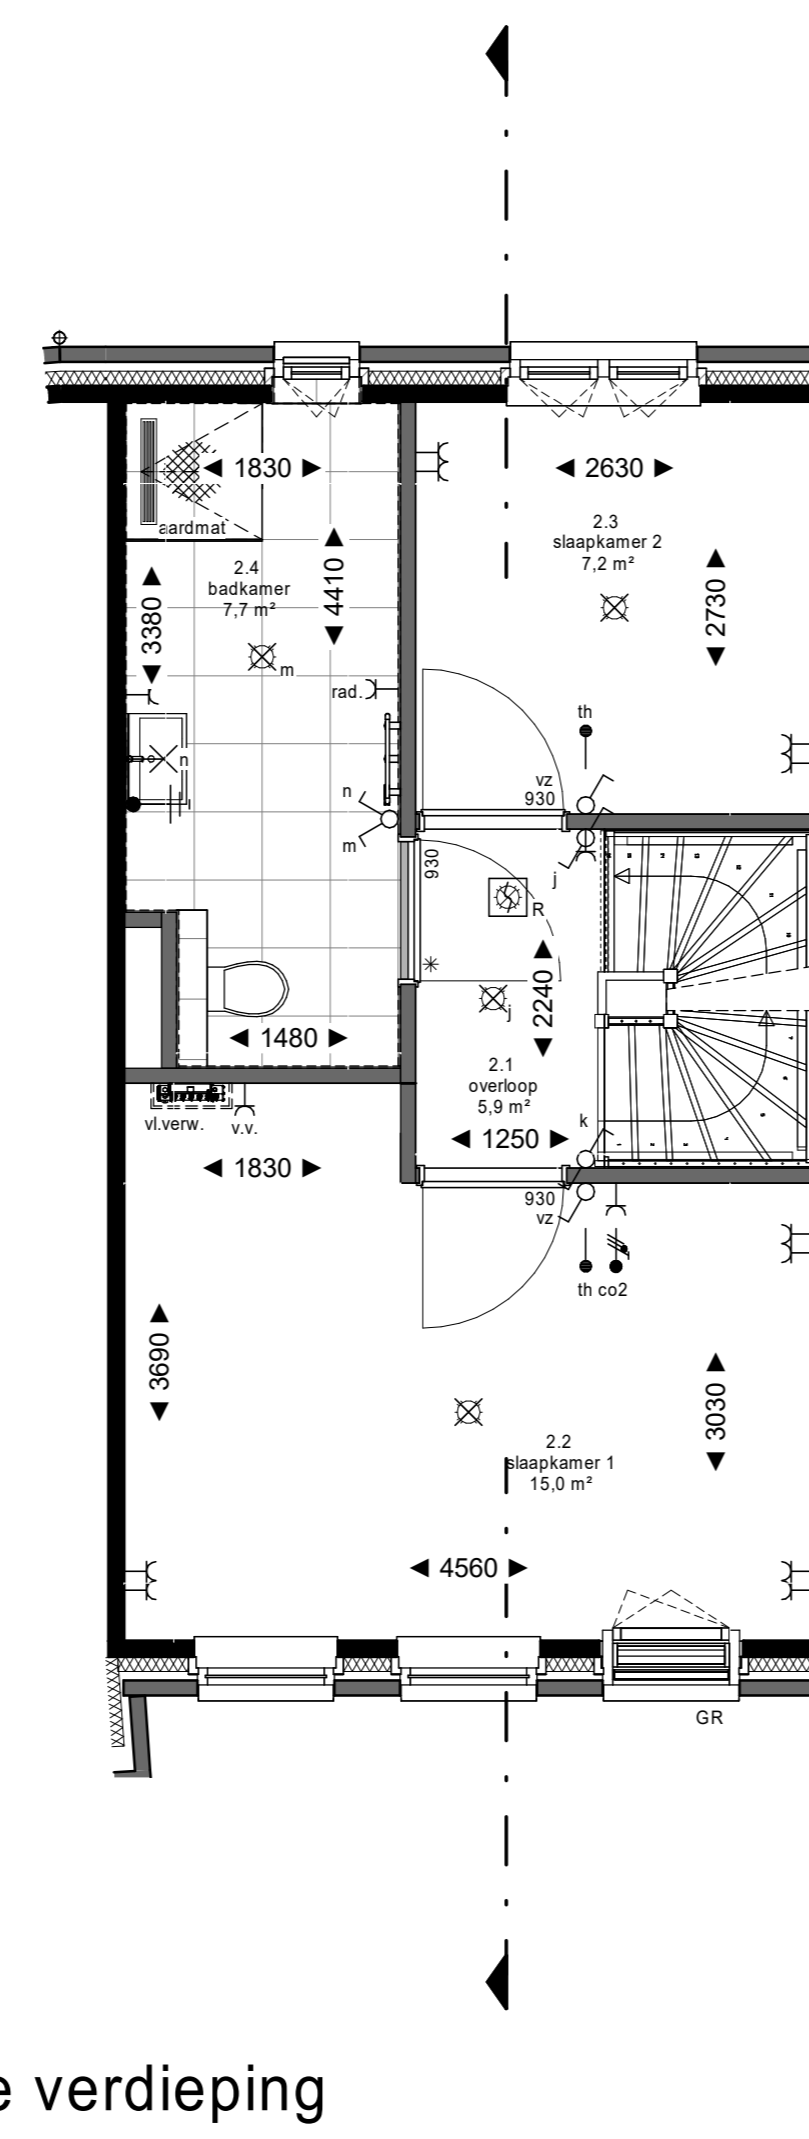 1830
2630
aardmat
2.3
slaapkamer 2
7,2 m²
2.4
badkamer
7,7 m²
4410
3380
2730
m
rad.
th
n
vz
930
n
m
930
j
R
2240
j
1480
2.1
overloop
5,9 m²
k
vl.verw.
v.v.
1250
1830
930
vz
th co2
3690
3030
2.2
slaapkamer 1
15,0 m²
4560
GR
e verdieping